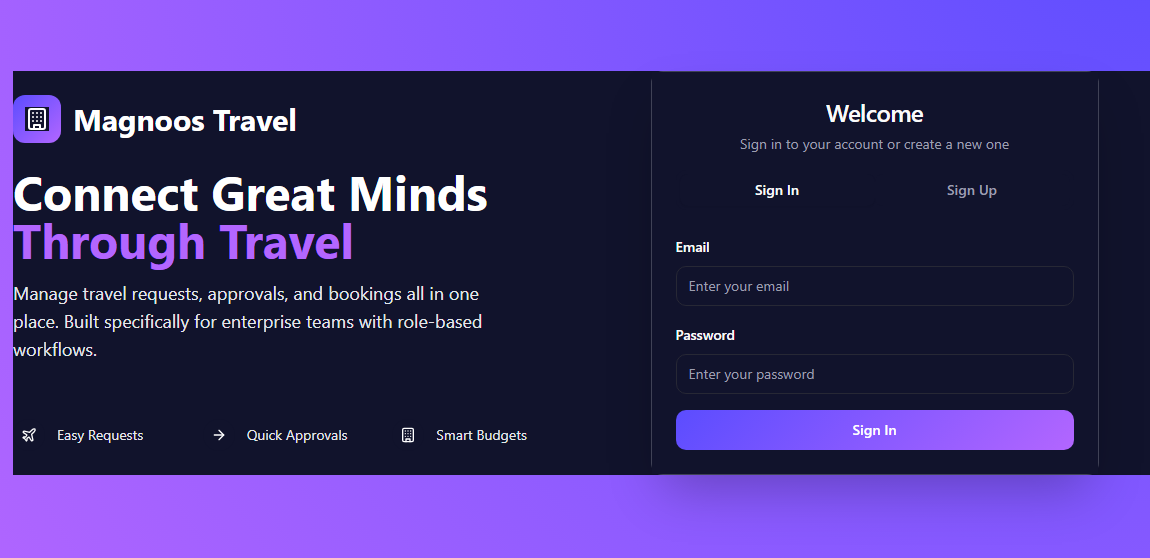 Magnoos Travel
Connect Great Minds
Through Travel
Manage travel requests, approvals, and bookings all in one
place. Built specifically for enterprise teams with role-based
workflows.
Easy Requests
Quick Approvals
Smart Budgets
Welcome
Sign in to your account or create a new one
Sign In
Sign Up
Email
Enter your email
Password
Enter your password
Sign In